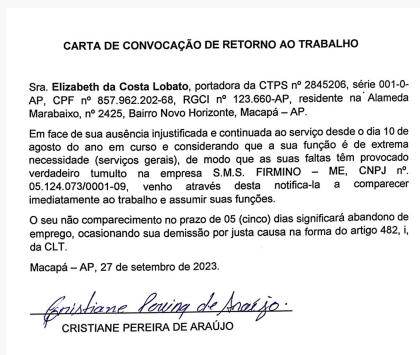 CARTA DE CONVOCAÇÃO DE RETORNO AO TRABALHO
Sra. Elizabeth da Costa Lobato, portadora da CTPS nº 2845206, série 001-0-
AP, CPF nº 857.962.202-68, RGCI nº 123.660-AP, residente na Alameda
Marabaixo, nº 2425, Bairro Novo Horizonte, Macapá – AP.
Em face de sua ausência injustificada e continuada ao serviço desde o dia 10 de
agosto do ano em curso e considerando que a sua função é de extrema
necessidade (serviços gerais), de modo que as suas faltas têm provocado
verdadeiro tumulto na empresa S.M.S. FIRMINO – ME, CNPJ nº.
05.124.073/0001-09, venho através desta notifica-la a comparecer
imediatamente ao trabalho e assumir suas funções.
O seu não comparecimento no prazo de 05 (cinco) dias significará abandono de
emprego, ocasionando sua demissão por justa causa na forma do artigo 482, i,
da CLT.
Macapá – AP, 27 de setembro de 2023.
Cristiane Pereira de Araújo.
CRISTIANE PEREIRA DE ARAÚJO